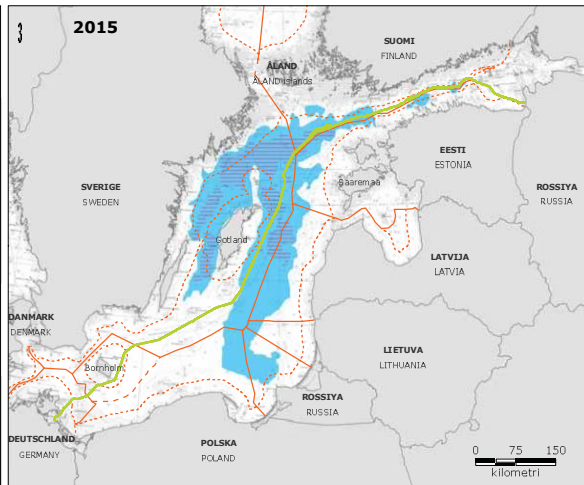 2015
SUOMI
FINLAND
ÅLAND
ÅLAND Islands
EESTI
ESTONIA
SVERIGE
SWEDEN
Saaremaa
ROSSIYA
RUSSIA
Gotland
LATVIJA
LATVIA
DANMARK
DENMARK
LIETUVA
LITHUANIA
Bornholm
ROSSIYA
RUSSIA
DEUTSCHLAND
GERMANY
POLSKA
POLAND
0 75 150
kilometri